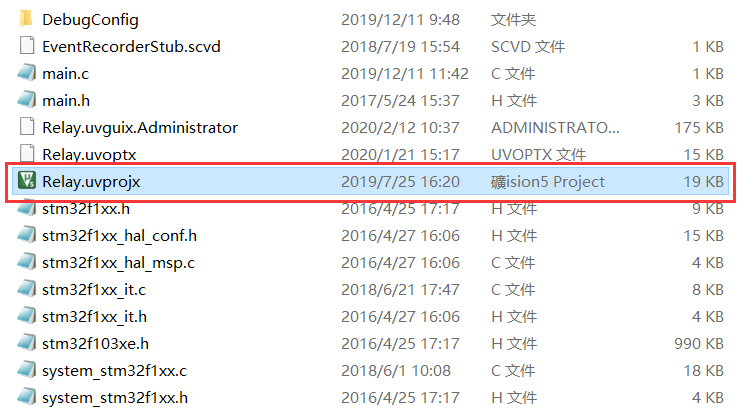 DebugConfig 2019/12/11 9:48 文件夹
EventRecorderStub.scvd 2018/7/19 15:54 SCVD 文件 1 KB
main.c 2019/12/11 11:42 C 文件 1 KB
main.h 2017/5/24 15:37 H 文件 3 KB
Relay.uvguix.Administrator 2020/2/12 10:37 ADMINISTRATO... 175 KB
Relay.uvoptx 2020/1/21 15:17 UVOPTX 文件 15 KB
Relay.uvprojx 2019/7/25 16:20 礦ision5 Project 19 KB
stm32f1xx.h 2016/4/25 17:17 H 文件 9 KB
stm32f1xx_hal_conf.h 2016/4/27 16:06 H 文件 15 KB
stm32f1xx_hal_msp.c 2016/4/27 16:06 C 文件 4 KB
stm32f1xx_it.c 2018/6/21 17:47 C 文件 8 KB
stm32f1xx_it.h 2016/4/27 16:06 H 文件 4 KB
stm32f103xe.h 2016/4/25 17:17 H 文件 990 KB
system_stm32f1xx.c 2018/6/1 10:08 C 文件 18 KB
system_stm32f1xx.h 2016/4/25 17:17 H 文件 4 KB